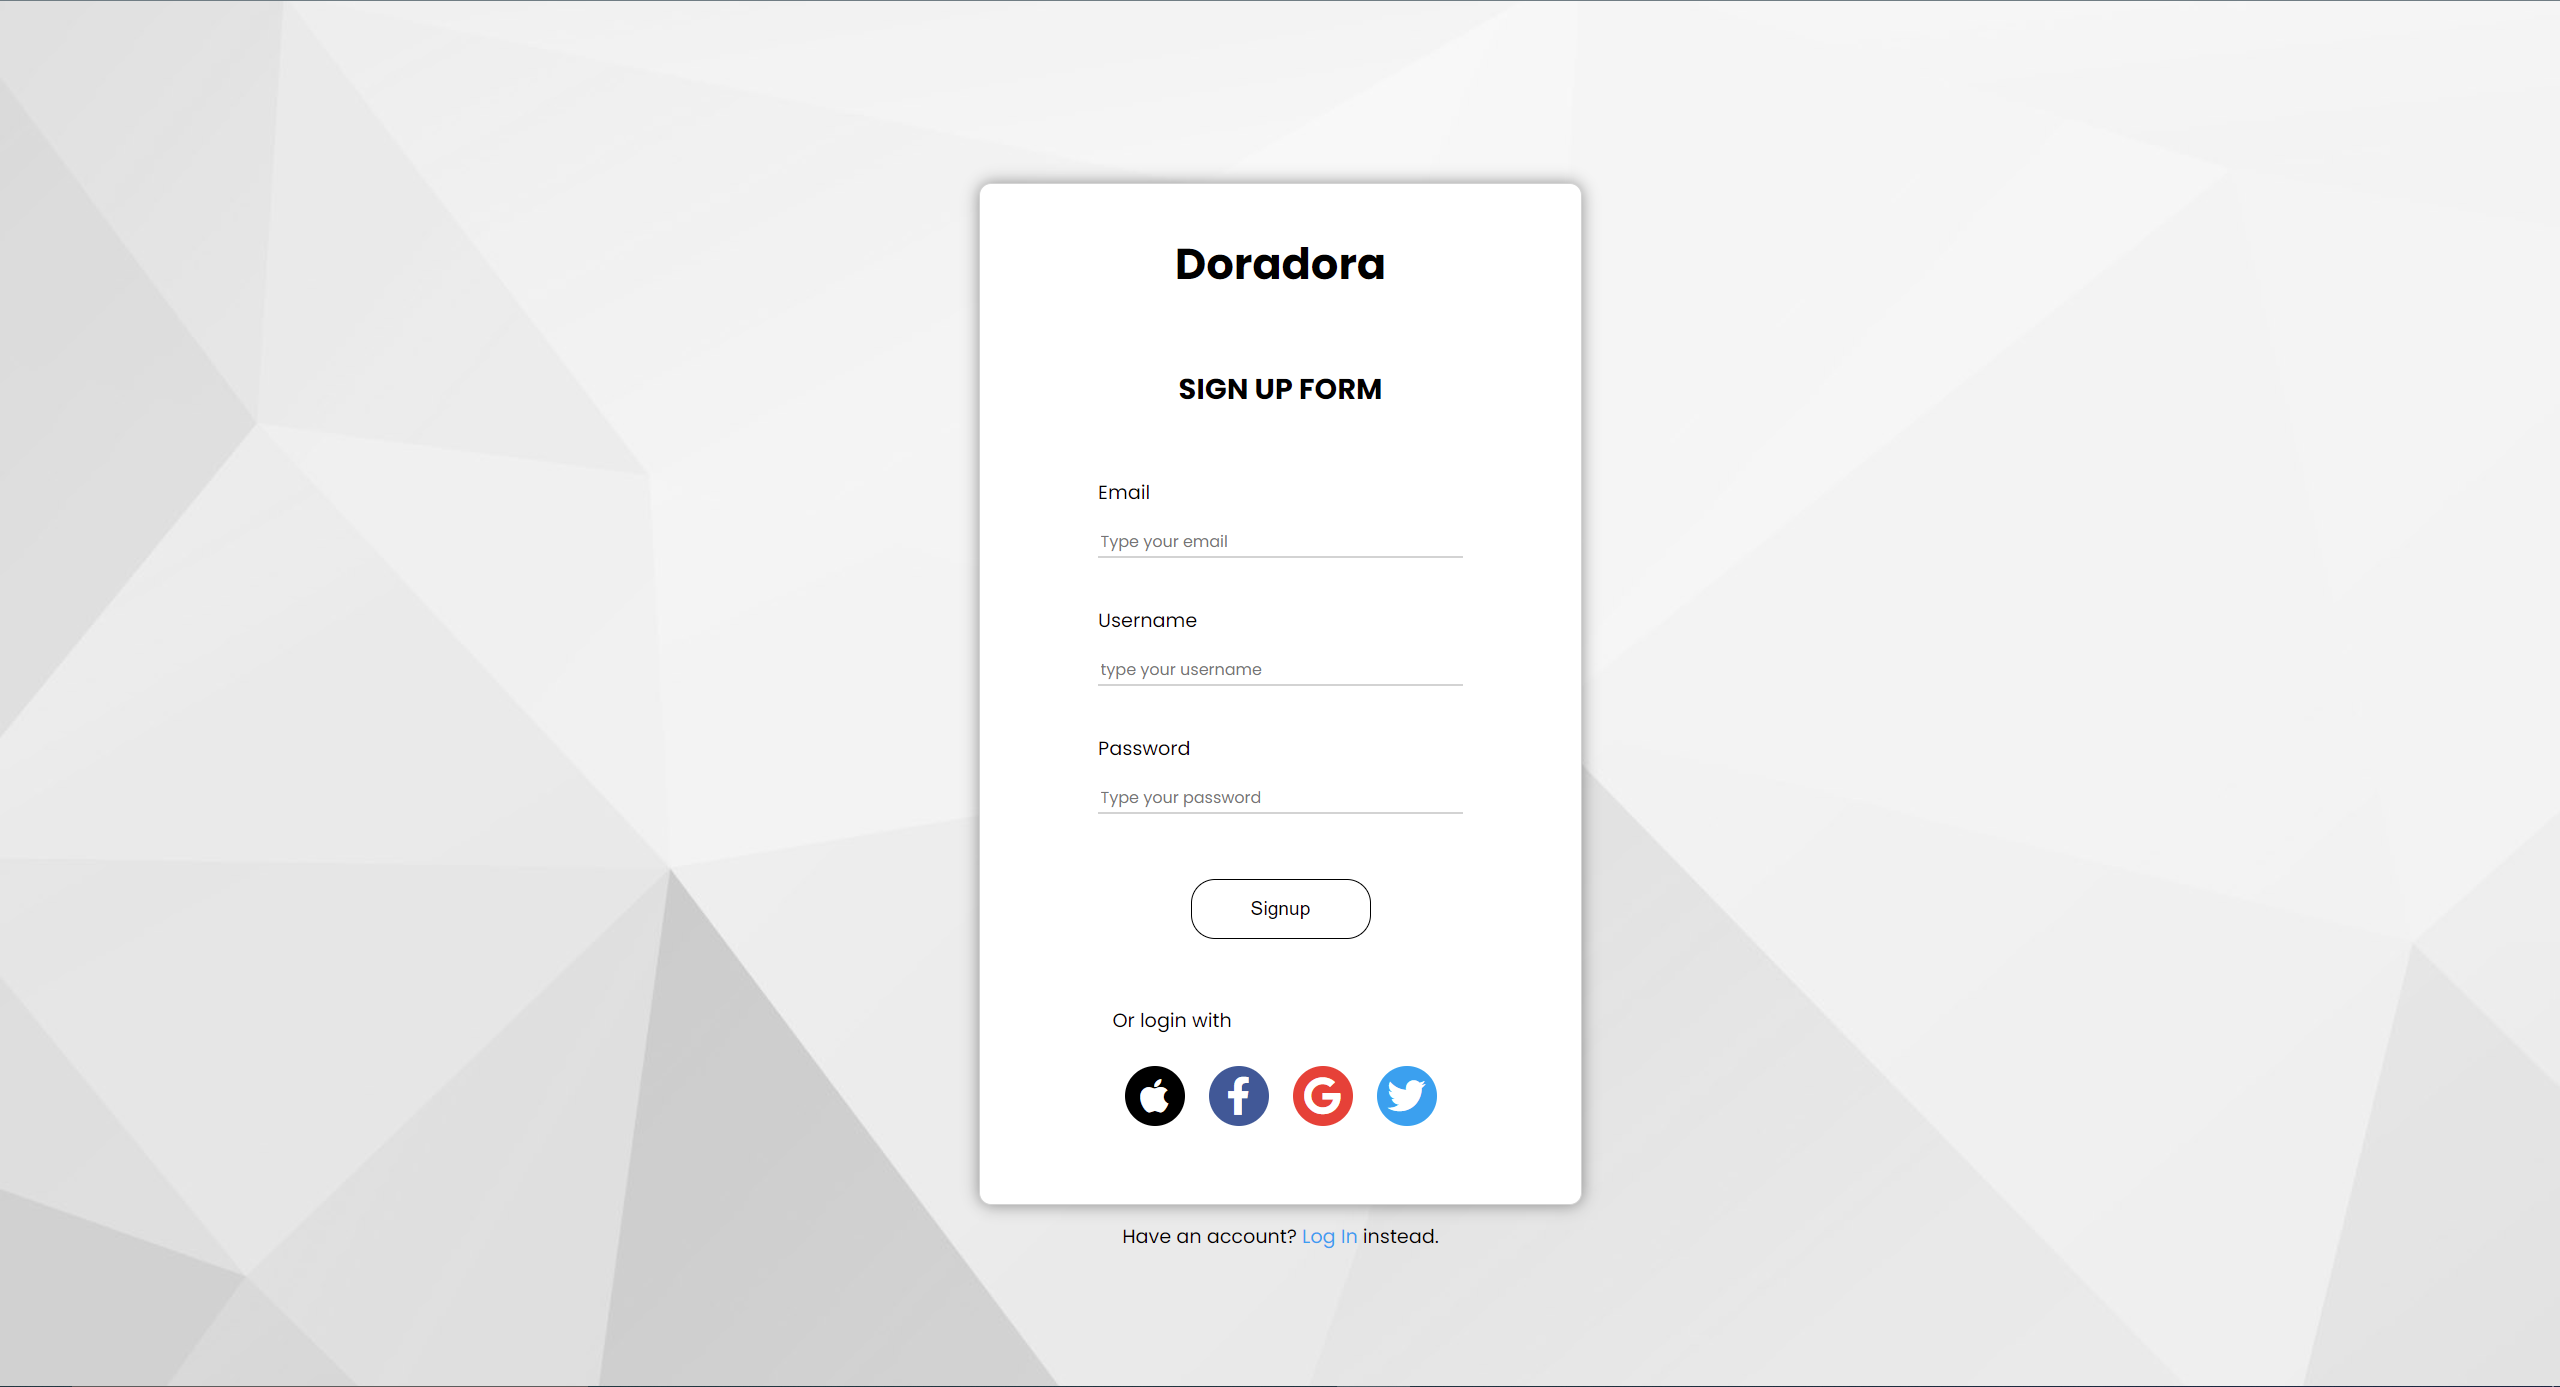 Doradora
SIGN UP FORM
Email
Type your email
Username
type your username
Password
Type your password
Signup
Or login with
Have an account? Log In instead.